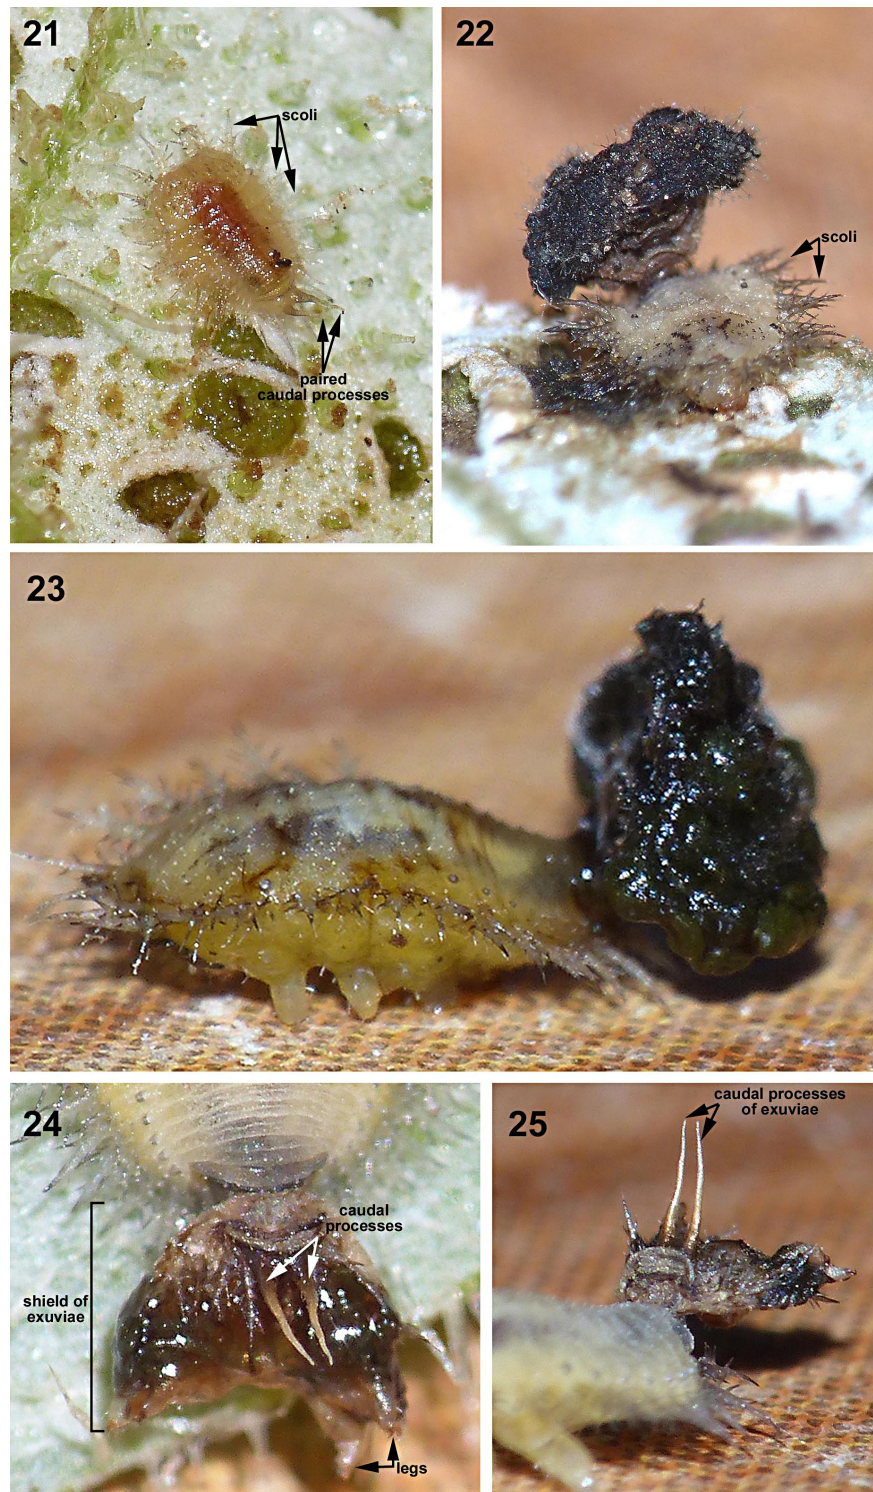 21
scoli
paired
caudal processes
22
scoli
23
24
caudal
processes
shield of
exuviae
legs
25
caudal processes
of exuviae